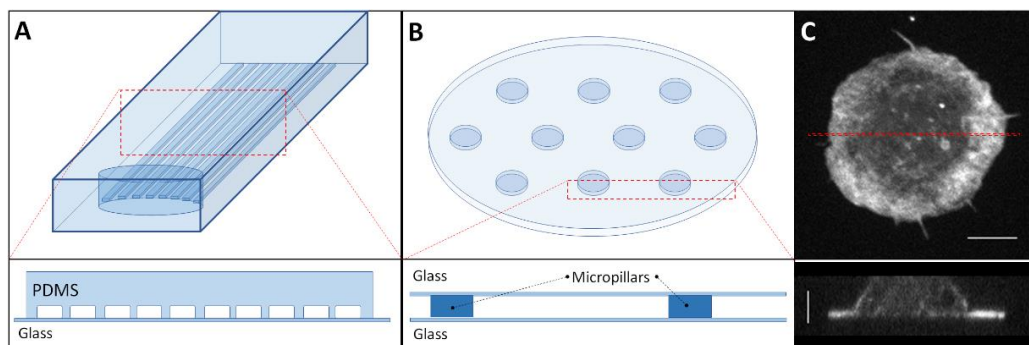 A
B
C
PDMS
Glass
Glass
Micropillars
Glass